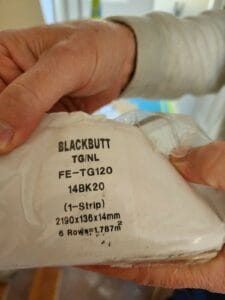 BLACKBUTT
TG/NL
FE-TG120
14BK20
(1-Strip)
2190x136x14mm
6 Rows=1.787m²